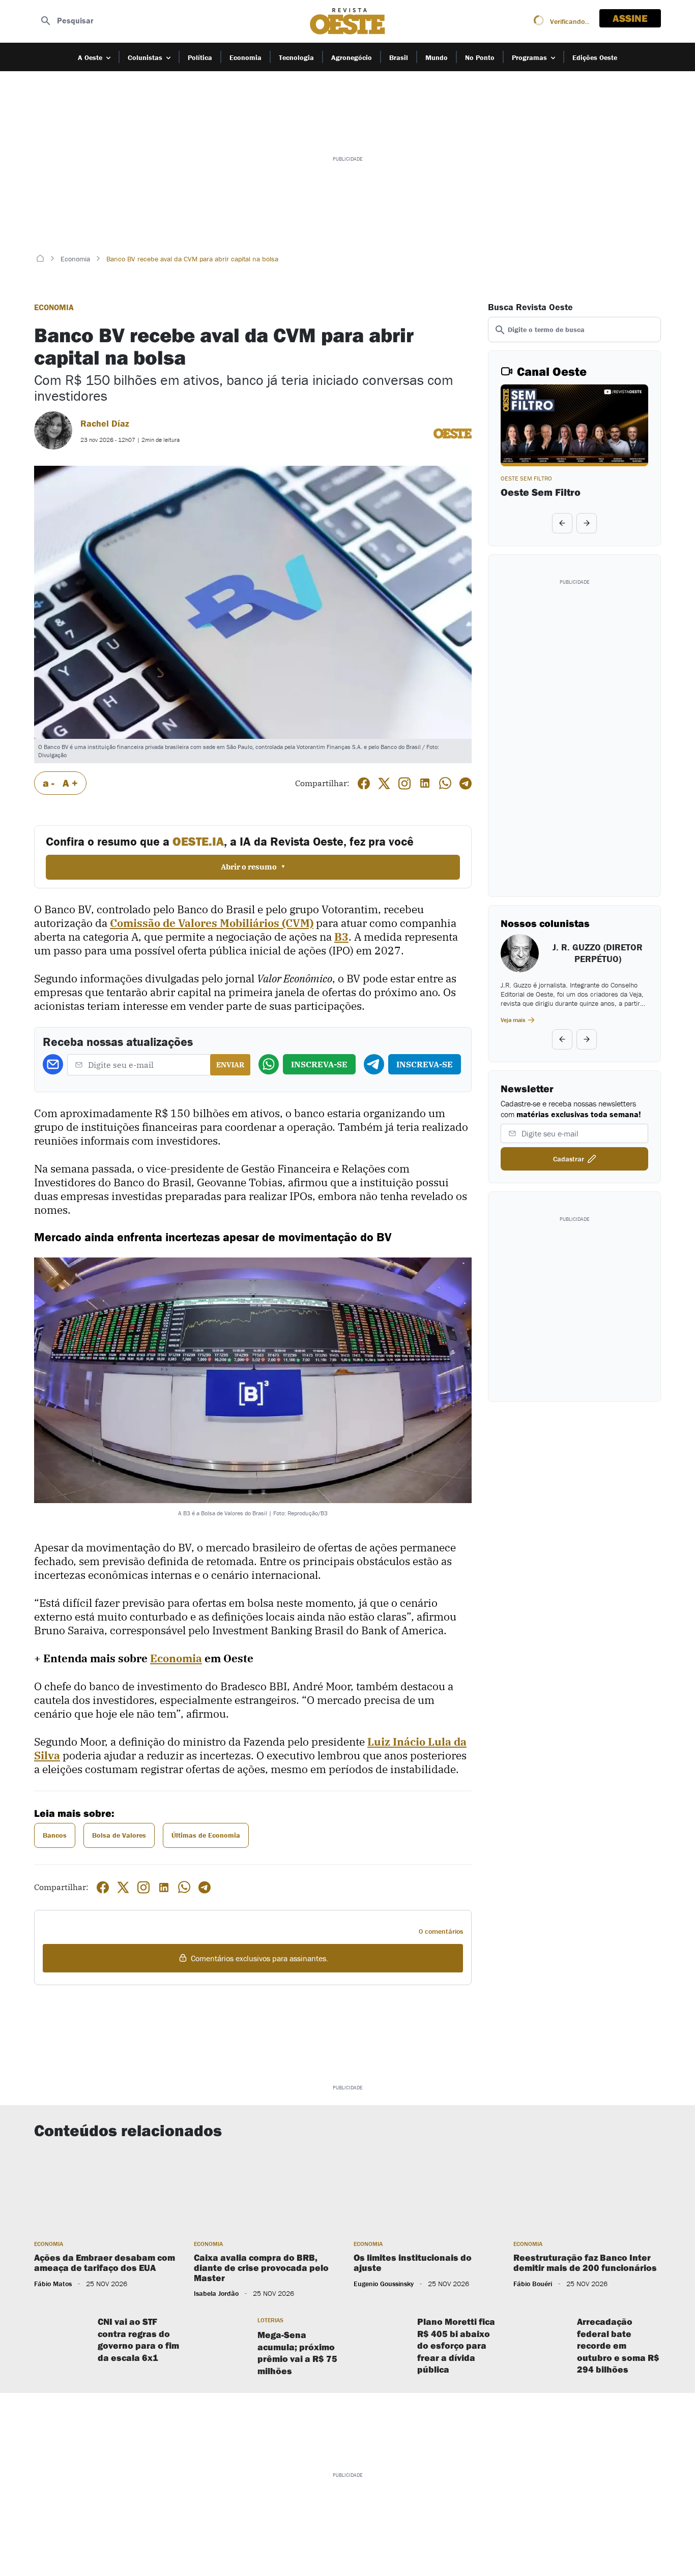 Pesquisar
REVISTA
OESTE
Verificando...
ASSINE
A Oeste
Colunistas
Política
Economia
Tecnologia
Agronegócio
Brasil
Mundo
No Ponto
Programas
Edições Oeste
PUBLICIDADE
Economia
Banco BV recebe aval da CVM para abrir capital na bolsa
ECONOMIA
Banco BV recebe aval da CVM para abrir
capital na bolsa
Com R$ 150 bilhões em ativos, banco já teria iniciado conversas com
investidores
Rachel Díaz
23 nov 2026 - 12h07 | 2min de leitura
OESTE
O Banco BV é uma instituição financeira privada brasileira com sede em São Paulo, controlada pela Votorantim Finanças S.A. e pelo Banco do Brasil / Foto:
Divulgação
a -
A +
Compartilhar:
Confira o resumo que a OESTE.IA, a IA da Revista Oeste, fez pra você
Abrir o resumo
O Banco BV, controlado pelo Banco do Brasil e pelo grupo Votorantim, recebeu
autorização da Comissão de Valores Mobiliários (CVM) para atuar como companhia
aberta na categoria A, que permite a negociação de ações na B3. A medida representa
um passo para uma possível oferta pública inicial de ações (IPO) em 2027.
Segundo informações divulgadas pelo jornal Valor Econômico, o BV pode estar entre as
empresas que tentarão abrir capital na primeira janela de ofertas do próximo ano. Os
acionistas teriam interesse em vender parte de suas participações.
Receba nossas atualizações
Digite seu e-mail
ENVIAR
INSCREVA-SE
INSCREVA-SE
Com aproximadamente R$ 150 bilhões em ativos, o banco estaria organizando um
grupo de instituições financeiras para coordenar a operação. Também já teria realizado
reuniões informais com investidores.
Na semana passada, o vice-presidente de Gestão Financeira e Relações com
Investidores do Banco do Brasil, Geovanne Tobias, afirmou que a instituição possui
duas empresas investidas preparadas para realizar IPOs, embora não tenha revelado os
nomes.
Mercado ainda enfrenta incertezas apesar de movimentação do BV
[B]³
A B3 é a Bolsa de Valores do Brasil | Foto: Reprodução/B3
Apesar da movimentação do BV, o mercado brasileiro de ofertas de ações permanece
fechado, sem previsão definida de retomada. Entre os principais obstáculos estão as
incertezas econômicas internas e o cenário internacional.
“Está difícil fazer previsão para ofertas em bolsa neste momento, já que o cenário
externo está muito conturbado e as definições locais ainda não estão claras”, afirmou
Bruno Saraiva, corresponsável pelo Investment Banking Brasil do Bank of America.
+ Entenda mais sobre Economia em Oeste
O chefe do banco de investimento do Bradesco BBI, André Moor, também destacou a
cautela dos investidores, especialmente estrangeiros. “O mercado precisa de um
cenário que hoje ele não tem”, afirmou.
Segundo Moor, a definição do ministro da Fazenda pelo presidente Luiz Inácio Lula da
Silva poderia ajudar a reduzir as incertezas. O executivo lembrou que anos posteriores
a eleições costumam registrar ofertas de ações, mesmo em períodos de instabilidade.
Leia mais sobre:
Bancos
Bolsa de Valores
Últimas de Economia
Compartilhar:
0 comentários
Comentários exclusivos para assinantes.
Busca Revista Oeste
Digite o termo de busca
Canal Oeste
OESTE
SEM
FILTRO
/REVISTAOESTE
OESTE SEM FILTRO
Oeste Sem Filtro
PUBLICIDADE
Nossos colunistas
J. R. GUZZO (DIRETOR
PERPÉTUO)
J.R. Guzzo é jornalista. Integrante do Conselho
Editorial de Oeste, foi um dos criadores da Veja,
revista que dirigiu durante quinze anos, a partir...
Veja mais
Newsletter
Cadastre-se e receba nossas newsletters
com matérias exclusivas toda semana!
Digite seu e-mail
Cadastrar
PUBLICIDADE
PUBLICIDADE
Conteúdos relacionados
ECONOMIA
Ações da Embraer desabam com
ameaça de tarifaço dos EUA
Fábio Matos - 25 NOV 2026
ECONOMIA
Caixa avalia compra do BRB,
diante de crise provocada pelo
Master
Isabela Jordão - 25 NOV 2026
ECONOMIA
Os limites institucionais do
ajuste
Eugenio Goussinsky - 25 NOV 2026
ECONOMIA
Reestruturação faz Banco Inter
demitir mais de 200 funcionários
Fábio Bouéri - 25 NOV 2026
CNI vai ao STF
contra regras do
governo para o fim
da escala 6x1
LOTERIAS
Mega-Sena
acumula; próximo
prêmio vai a R$ 75
milhões
Plano Moretti fica
R$ 405 bi abaixo
do esforço para
frear a dívida
pública
Arrecadação
federal bate
recorde em
outubro e soma R$
294 bilhões
PUBLICIDADE